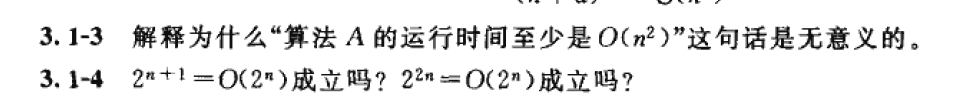 3.1-3 解释为什么“算法 A 的运行时间至少是 O(n²)”这句话是无意义的。
3.1-4 2ⁿ⁺¹=O(2ⁿ)成立吗? 2²ⁿ=O(2ⁿ)成立吗?